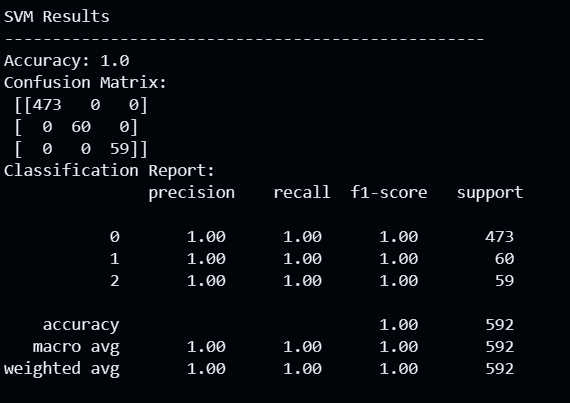 SVM Results
--------------------------------------------------
Accuracy: 1.0
Confusion Matrix:
[[473 0 0]
[ 0 60 0]
[ 0 0 59]]
Classification Report:
precision recall f1-score support
0 1.00 1.00 1.00 473
1 1.00 1.00 1.00 60
2 1.00 1.00 1.00 59
accuracy 1.00 592
macro avg 1.00 1.00 1.00 592
weighted avg 1.00 1.00 1.00 592